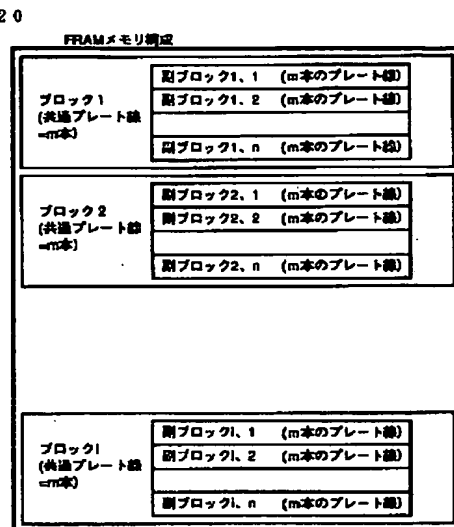 20
FRAMメモリ構成
ブロック1
(共通プレート線
=m本)
副ブロック1、1 (m本のプレート線)
副ブロック1、2 (m本のプレート線)
副ブロック1、n (m本のプレート線)
ブロック2
(共通プレート線
=m本)
副ブロック2、1 (m本のプレート線)
副ブロック2、2 (m本のプレート線)
副ブロック2、n (m本のプレート線)
ブロックl
(共通プレート線
=m本)
副ブロックl、1 (m本のプレート線)
副ブロックl、2 (m本のプレート線)
副ブロックl、n (m本のプレート線)